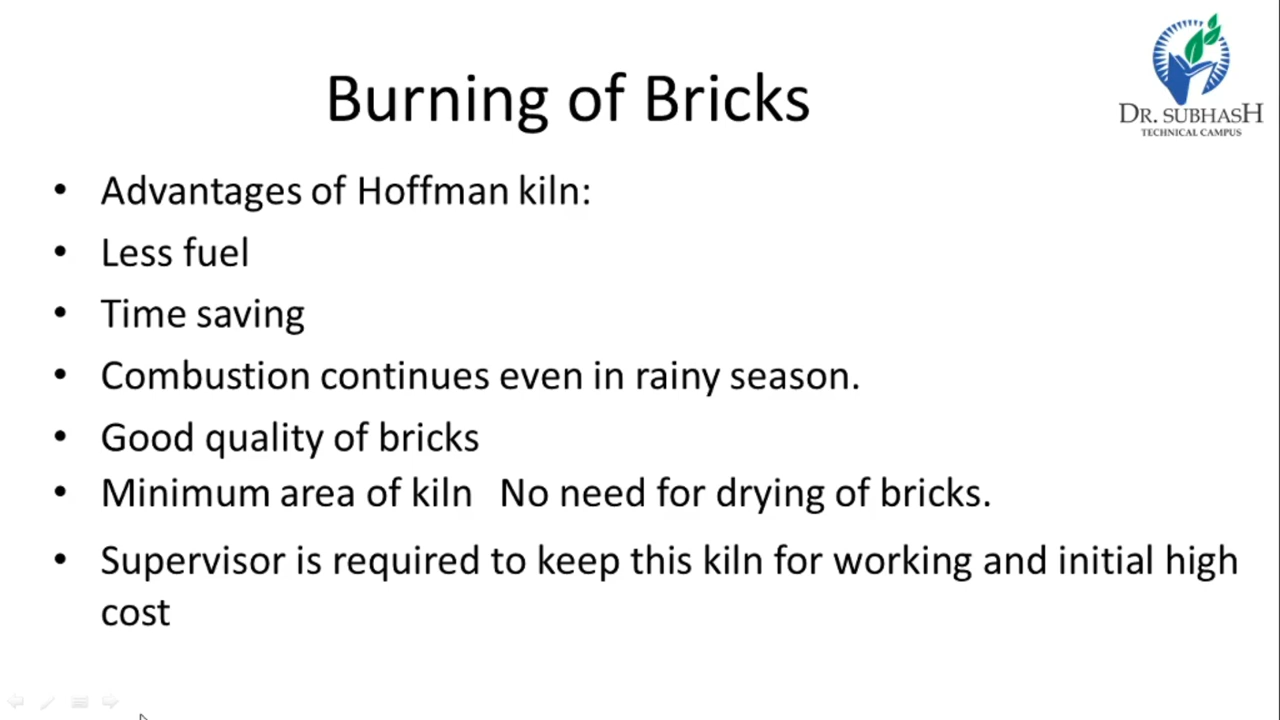 Burning of Bricks
DR. SUBHASH
TECHNICAL CAMPUS
• Advantages of Hoffman kiln:
• Less fuel
• Time saving
• Combustion continues even in rainy season.
• Good quality of bricks
• Minimum area of kiln No need for drying of bricks.
• Supervisor is required to keep this kiln for working and initial high
cost